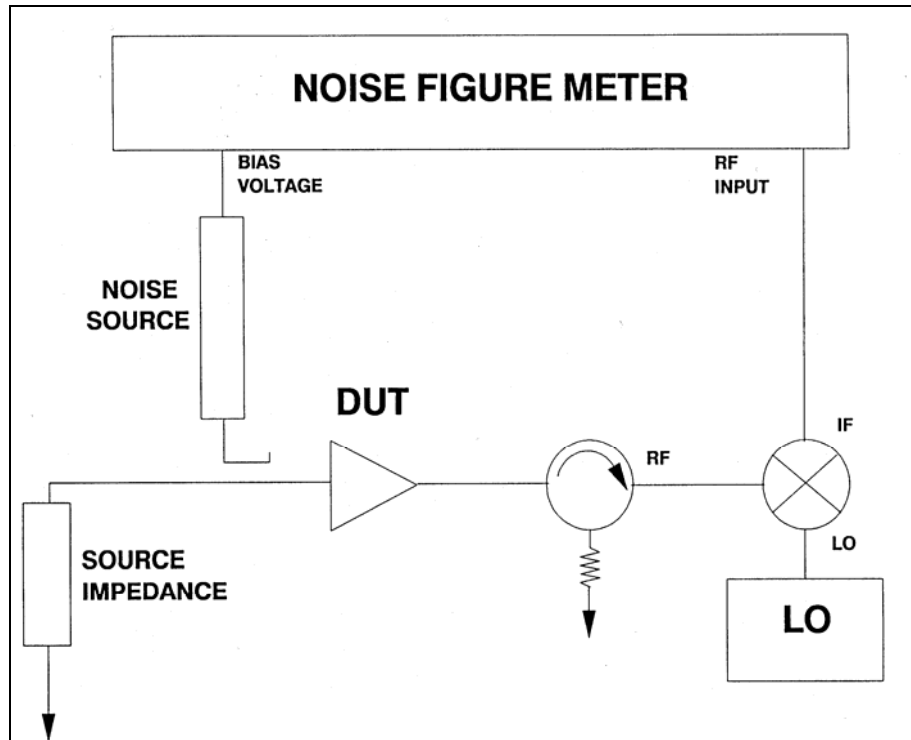 NOISE FIGURE METER
BIAS
VOLTAGE
RF
INPUT
NOISE
SOURCE
DUT
IF
RF
LO
SOURCE
IMPEDANCE
LO